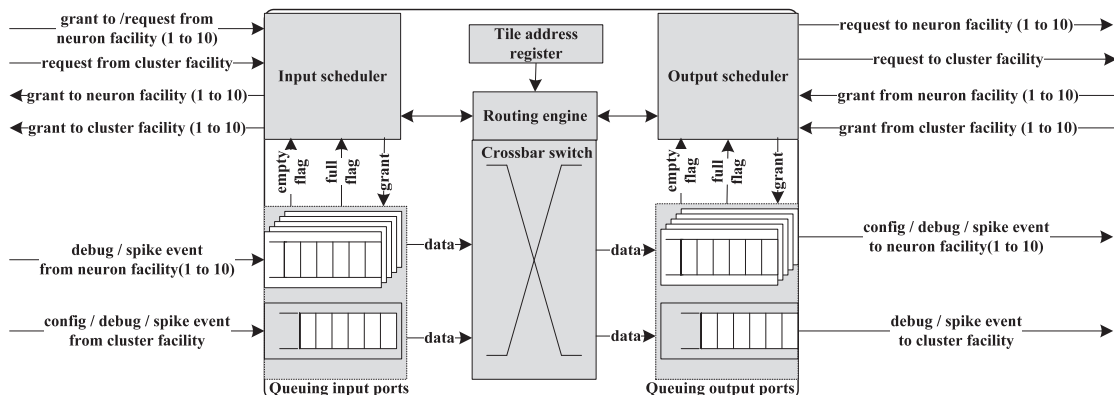 grant to /request from
neuron facility (1 to 10)
request from cluster facility
grant to neuron facility (1 to 10)
grant to cluster facility (1 to 10)
Input scheduler
Tile address
register
Routing engine
Crossbar switch
Output scheduler
request to neuron facility (1 to 10)
request to cluster facility
grant from neuron facility (1 to 10)
grant from cluster facility (1 to 10)
empty
flag
full
flag
grant
empty
flag
full
flag
grant
debug / spike event
from neuron facility(1 to 10)
data
data
config / debug / spike event
to neuron facility(1 to 10)
config / debug / spike event
from cluster facility
data
data
debug / spike event
to cluster facility
Queuing input ports
Queuing output ports